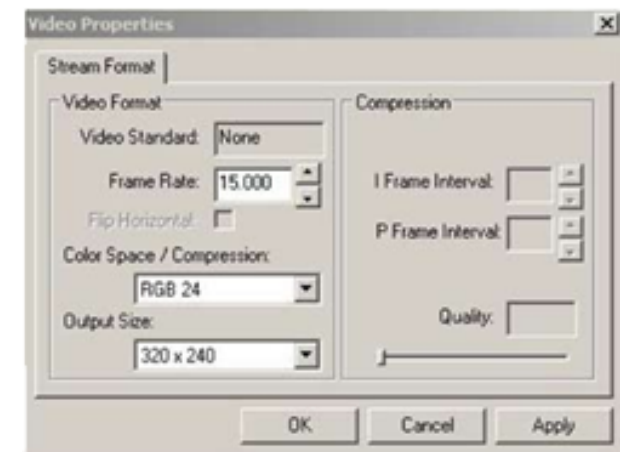 Video Properties
Stream Format
Video Format
Video Standard: None
Frame Rate: 15.000
Flip Horizontal:
Color Space / Compression:
RGB 24
Output Size:
320 x 240
Compression
I Frame Interval:
P Frame Interval:
Quality:
OK
Cancel
Apply